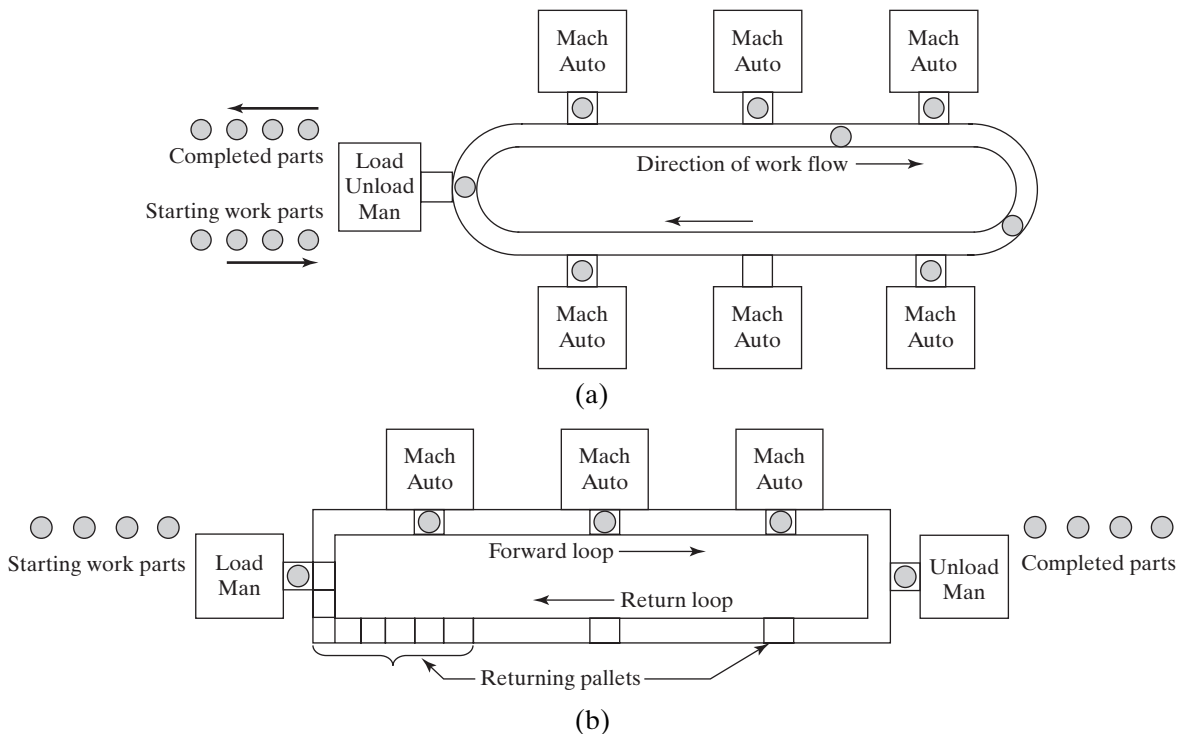 Mach
Auto
Mach
Auto
Mach
Auto
Completed parts
Load
Unload
Man
Direction of work flow
Starting work parts
Mach
Auto
Mach
Auto
Mach
Auto
(a)
Mach
Auto
Mach
Auto
Mach
Auto
Starting work parts
Load
Man
Forward loop
Return loop
Unload
Man
Completed parts
Returning pallets
(b)